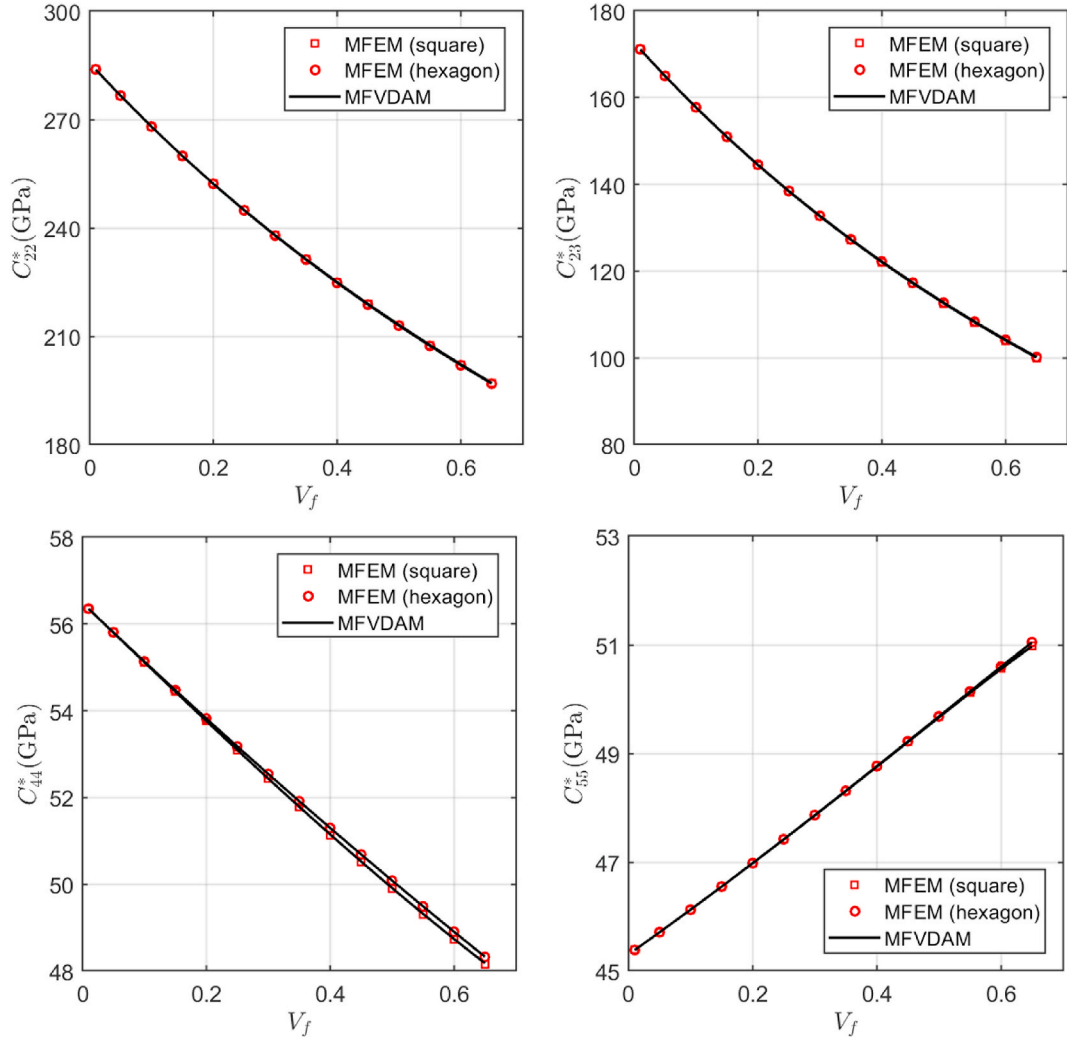 300
270
240
210
180
C*22(GPa)
0
0.2
0.4
0.6
Vf
MFEM (square)
MFEM (hexagon)
MFVDAM
180
160
140
120
100
80
C*23(GPa)
0
0.2
0.4
0.6
Vf
MFEM (square)
MFEM (hexagon)
MFVDAM
58
56
54
52
50
48
C*44(GPa)
0
0.2
0.4
0.6
Vf
MFEM (square)
MFEM (hexagon)
MFVDAM
53
51
49
47
45
C*55(GPa)
0
0.2
0.4
0.6
Vf
MFEM (square)
MFEM (hexagon)
MFVDAM